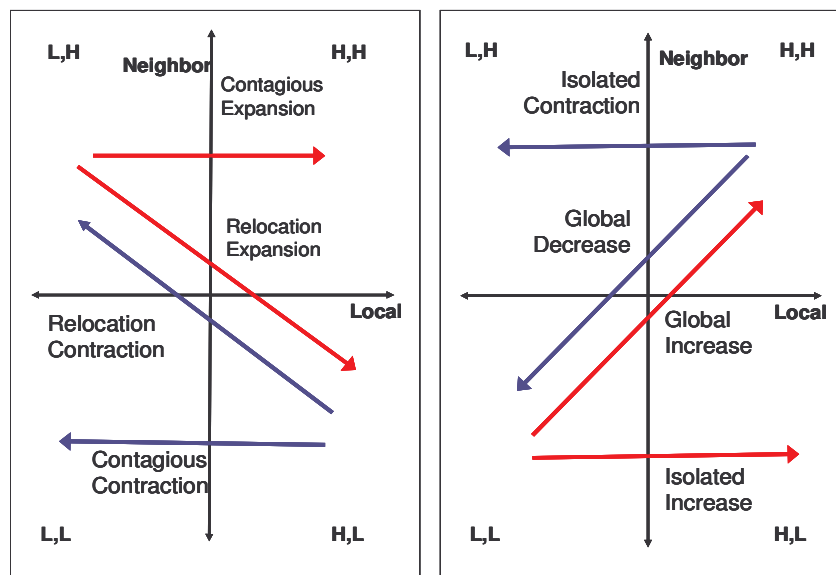 L,H
H,H
Neighbor
Contagious
Expansion
Relocation
Expansion
Local
Relocation
Contraction
Contagious
Contraction
L,L
H,L
L,H
H,H
Neighbor
Isolated
Contraction
Global
Decrease
Local
Global
Increase
Isolated
Increase
L,L
H,L